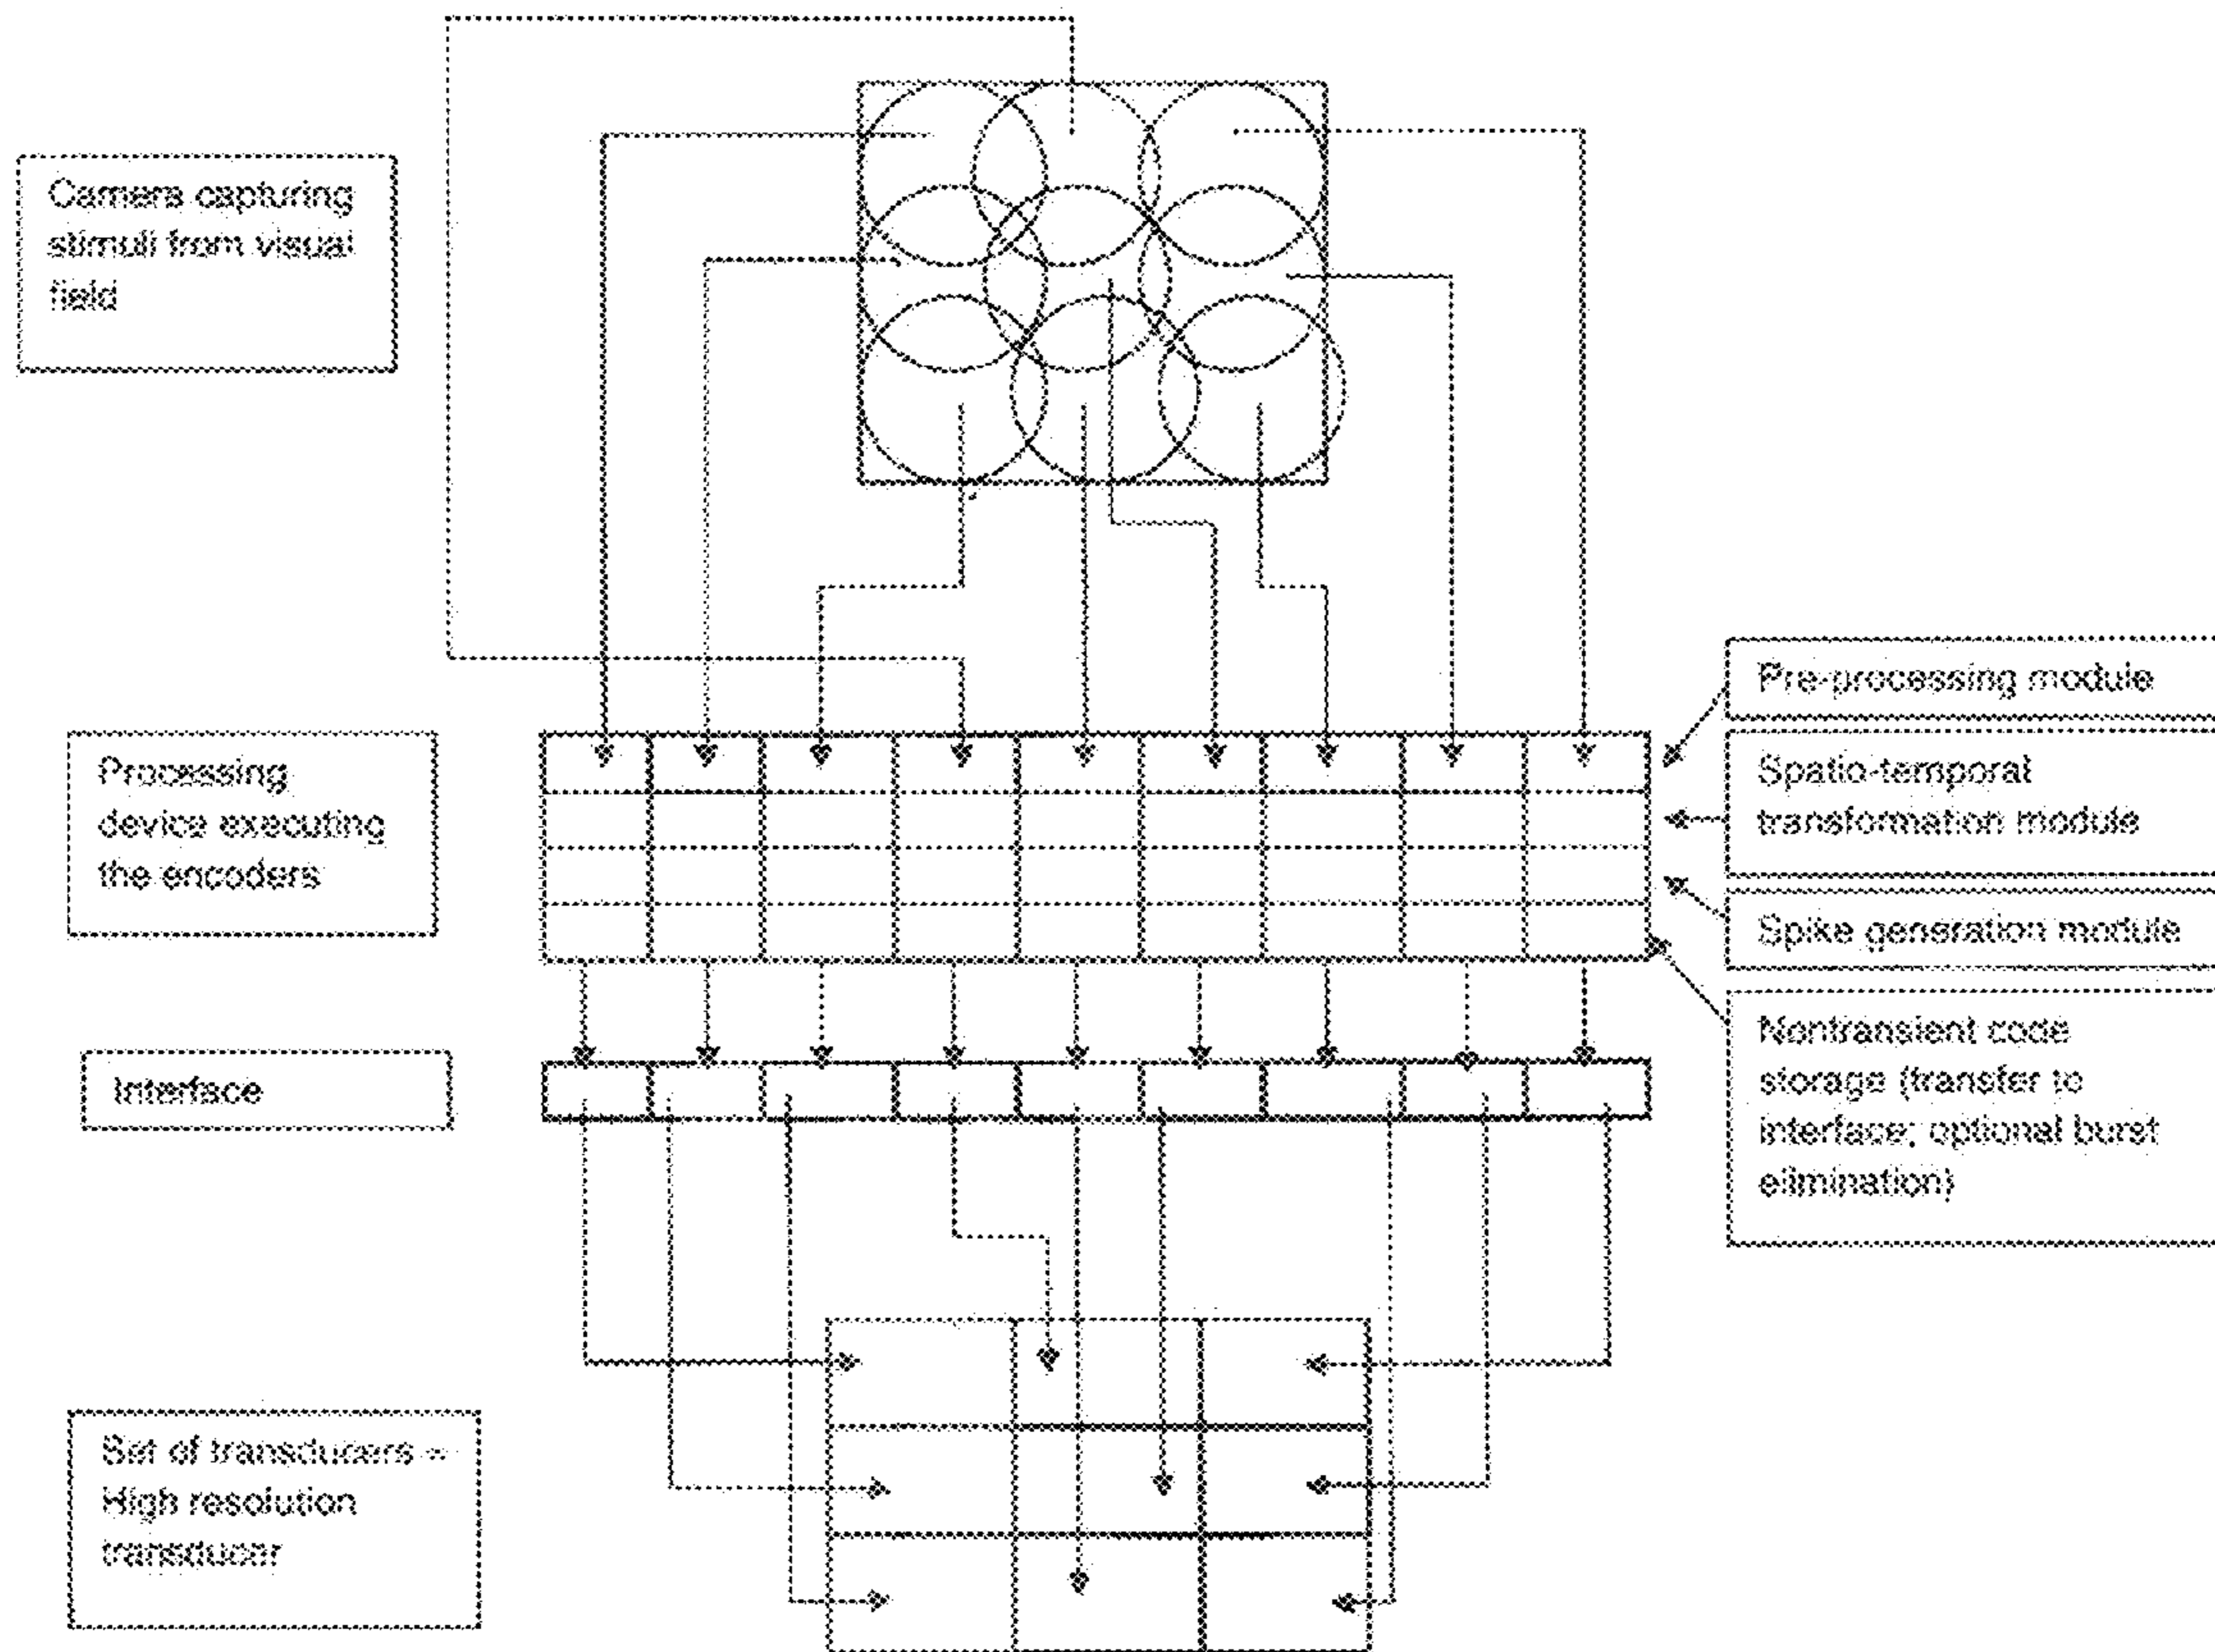 Camera capturing
stimuli from visual
field
Processing
device executing
the encoders
Interface
Set of transducers =
High resolution
transducer
Pre-processing module
Spatio-temporal
transformation module
Spike generation module
Nontransient code
storage (transfer to
interface; optional burst
elimination)